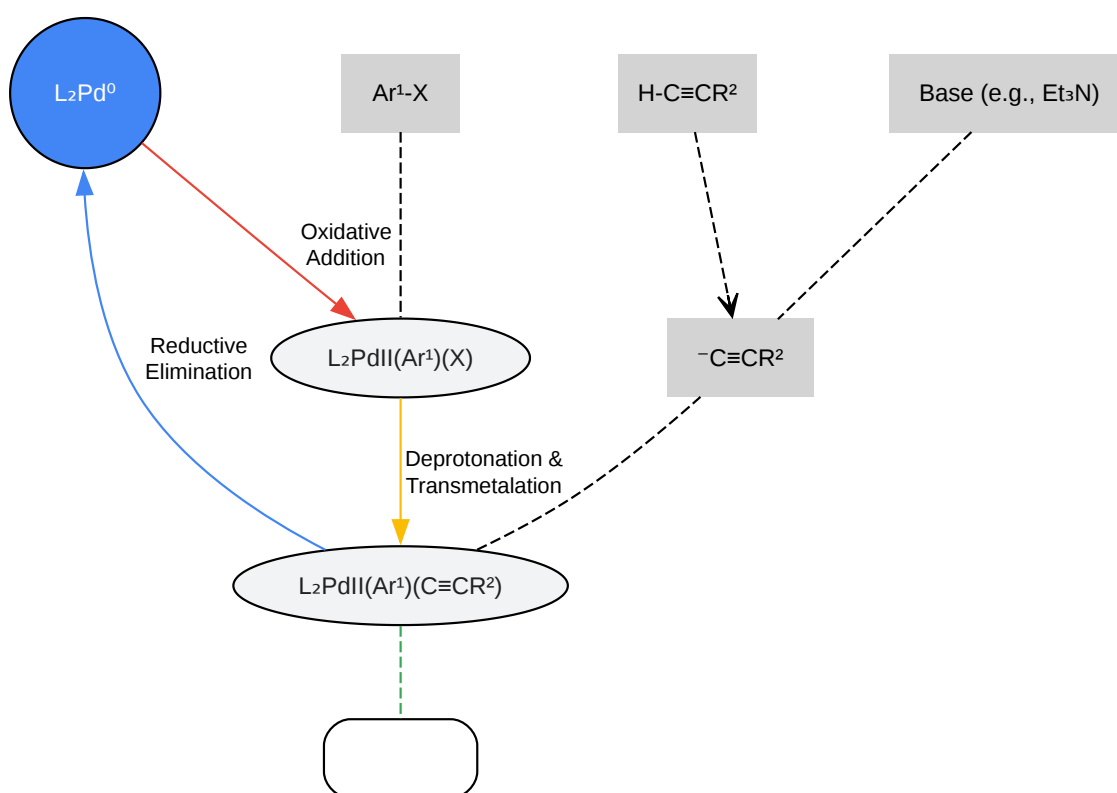 L₂Pd⁰
Ar¹-X
H-C≡CR²
Base (e.g., Et₃N)
Oxidative
Addition
Reductive
Elimination
L₂PdII(Ar¹)(X)
⁻C≡CR²
Deprotonation &
Transmetalation
L₂PdII(Ar¹)(C≡CR²)